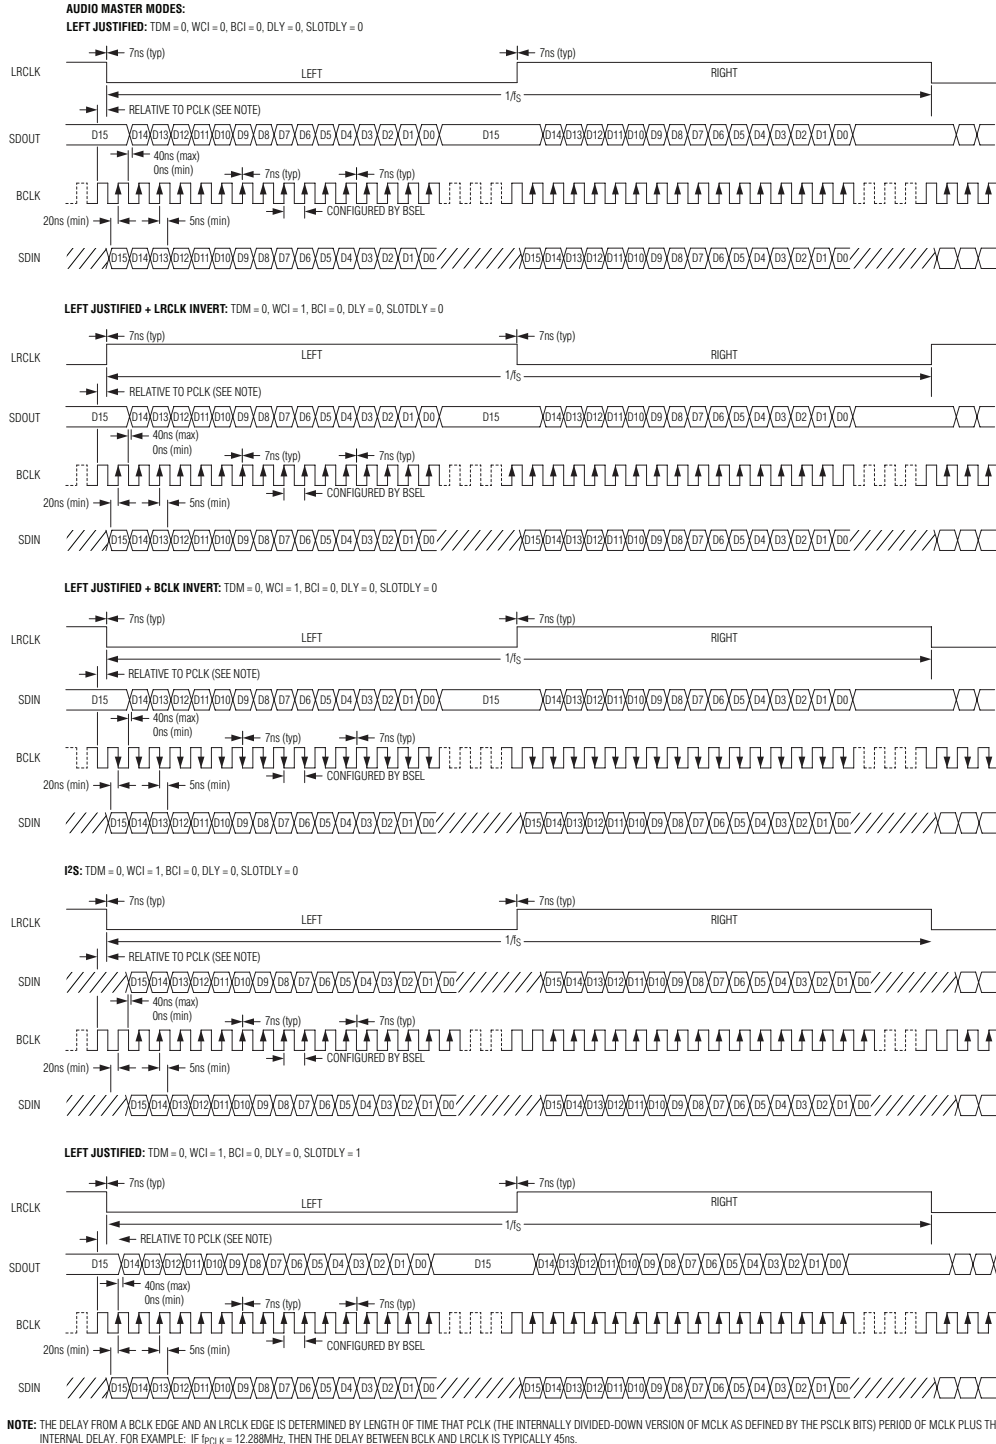 AUDIO MASTER MODES:
LEFT JUSTIFIED: TDM = 0, WCI = 0, BCI = 0, DLY = 0, SLOTDLY = 0
7ns (typ) 7ns (typ)
LRCLK LEFT RIGHT
1/fS
RELATIVE TO PCLK (SEE NOTE)
SDOUT D15 D14 D13 D12 D11 D10 D9 D8 D7 D6 D5 D4 D3 D2 D1 D0 D15 D14 D13 D12 D11 D10 D9 D8 D7 D6 D5 D4 D3 D2 D1 D0
40ns (max)
0ns (min) 7ns (typ) 7ns (typ)
BCLK
CONFIGURED BY BSEL
20ns (min) 5ns (min)
SDIN D15 D14 D13 D12 D11 D10 D9 D8 D7 D6 D5 D4 D3 D2 D1 D0 D15 D14 D13 D12 D11 D10 D9 D8 D7 D6 D5 D4 D3 D2 D1 D0
LEFT JUSTIFIED + LRCLK INVERT: TDM = 0, WCI = 1, BCI = 0, DLY = 0, SLOTDLY = 0
7ns (typ) 7ns (typ)
LRCLK LEFT RIGHT
1/fS
RELATIVE TO PCLK (SEE NOTE)
SDOUT D15 D14 D13 D12 D11 D10 D9 D8 D7 D6 D5 D4 D3 D2 D1 D0 D15 D14 D13 D12 D11 D10 D9 D8 D7 D6 D5 D4 D3 D2 D1 D0
40ns (max)
0ns (min) 7ns (typ) 7ns (typ)
BCLK
CONFIGURED BY BSEL
20ns (min) 5ns (min)
SDIN D15 D14 D13 D12 D11 D10 D9 D8 D7 D6 D5 D4 D3 D2 D1 D0 D15 D14 D13 D12 D11 D10 D9 D8 D7 D6 D5 D4 D3 D2 D1 D0
LEFT JUSTIFIED + BCLK INVERT: TDM = 0, WCI = 1, BCI = 0, DLY = 0, SLOTDLY = 0
7ns (typ) 7ns (typ)
LRCLK LEFT RIGHT
1/fS
RELATIVE TO PCLK (SEE NOTE)
SDIN D15 D14 D13 D12 D11 D10 D9 D8 D7 D6 D5 D4 D3 D2 D1 D0 D15 D14 D13 D12 D11 D10 D9 D8 D7 D6 D5 D4 D3 D2 D1 D0
40ns (max)
0ns (min) 7ns (typ) 7ns (typ)
BCLK
CONFIGURED BY BSEL
20ns (min) 5ns (min)
SDIN D15 D14 D13 D12 D11 D10 D9 D8 D7 D6 D5 D4 D3 D2 D1 D0 D15 D14 D13 D12 D11 D10 D9 D8 D7 D6 D5 D4 D3 D2 D1 D0
I2S: TDM = 0, WCI = 1, BCI = 0, DLY = 0, SLOTDLY = 0
7ns (typ) 7ns (typ)
LRCLK LEFT RIGHT
1/fS
RELATIVE TO PCLK (SEE NOTE)
SDIN D15 D14 D13 D12 D11 D10 D9 D8 D7 D6 D5 D4 D3 D2 D1 D0 D15 D14 D13 D12 D11 D10 D9 D8 D7 D6 D5 D4 D3 D2 D1 D0
40ns (max)
0ns (min) 7ns (typ) 7ns (typ)
BCLK
CONFIGURED BY BSEL
20ns (min) 5ns (min)
SDIN D15 D14 D13 D12 D11 D10 D9 D8 D7 D6 D5 D4 D3 D2 D1 D0 D15 D14 D13 D12 D11 D10 D9 D8 D7 D6 D5 D4 D3 D2 D1 D0
LEFT JUSTIFIED: TDM = 0, WCI = 1, BCI = 0, DLY = 0, SLOTDLY = 1
7ns (typ) 7ns (typ)
LRCLK LEFT RIGHT
1/fS
RELATIVE TO PCLK (SEE NOTE)
SDOUT D15 D14 D13 D12 D11 D10 D9 D8 D7 D6 D5 D4 D3 D2 D1 D0 D15 D14 D13 D12 D11 D10 D9 D8 D7 D6 D5 D4 D3 D2 D1 D0
40ns (max)
0ns (min) 7ns (typ) 7ns (typ)
BCLK
CONFIGURED BY BSEL
20ns (min) 5ns (min)
SDIN D15 D14 D13 D12 D11 D10 D9 D8 D7 D6 D5 D4 D3 D2 D1 D0 D15 D14 D13 D12 D11 D10 D9 D8 D7 D6 D5 D4 D3 D2 D1 D0
NOTE: THE DELAY FROM A BCLK EDGE AND AN LRCLK EDGE IS DETERMINED BY LENGTH OF TIME THAT PCLK (THE INTERNALLY DIVIDED-DOWN VERSION OF MCLK AS DEFINED BY THE PSCLK BITS) PERIOD OF MCLK PLUS TH
INTERNAL DELAY. FOR EXAMPLE: IF fPCLK = 12.288MHz, THEN THE DELAY BETWEEN BCLK AND LRCLK IS TYPICALLY 45ns.